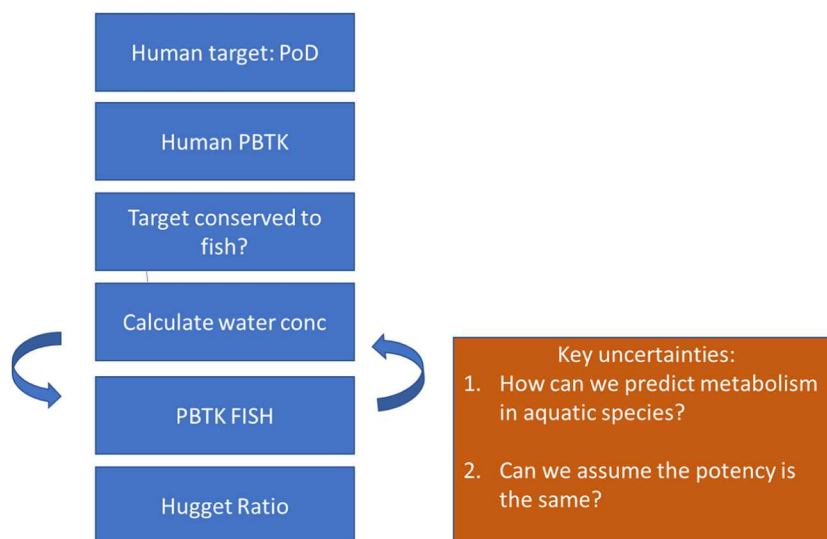 Human target: PoD
Human PBTK
Target conserved to
fish?
Calculate water conc
PBTK FISH
Hugget Ratio
Key uncertainties:
1. How can we predict metabolism
in aquatic species?
2. Can we assume the potency is
the same?